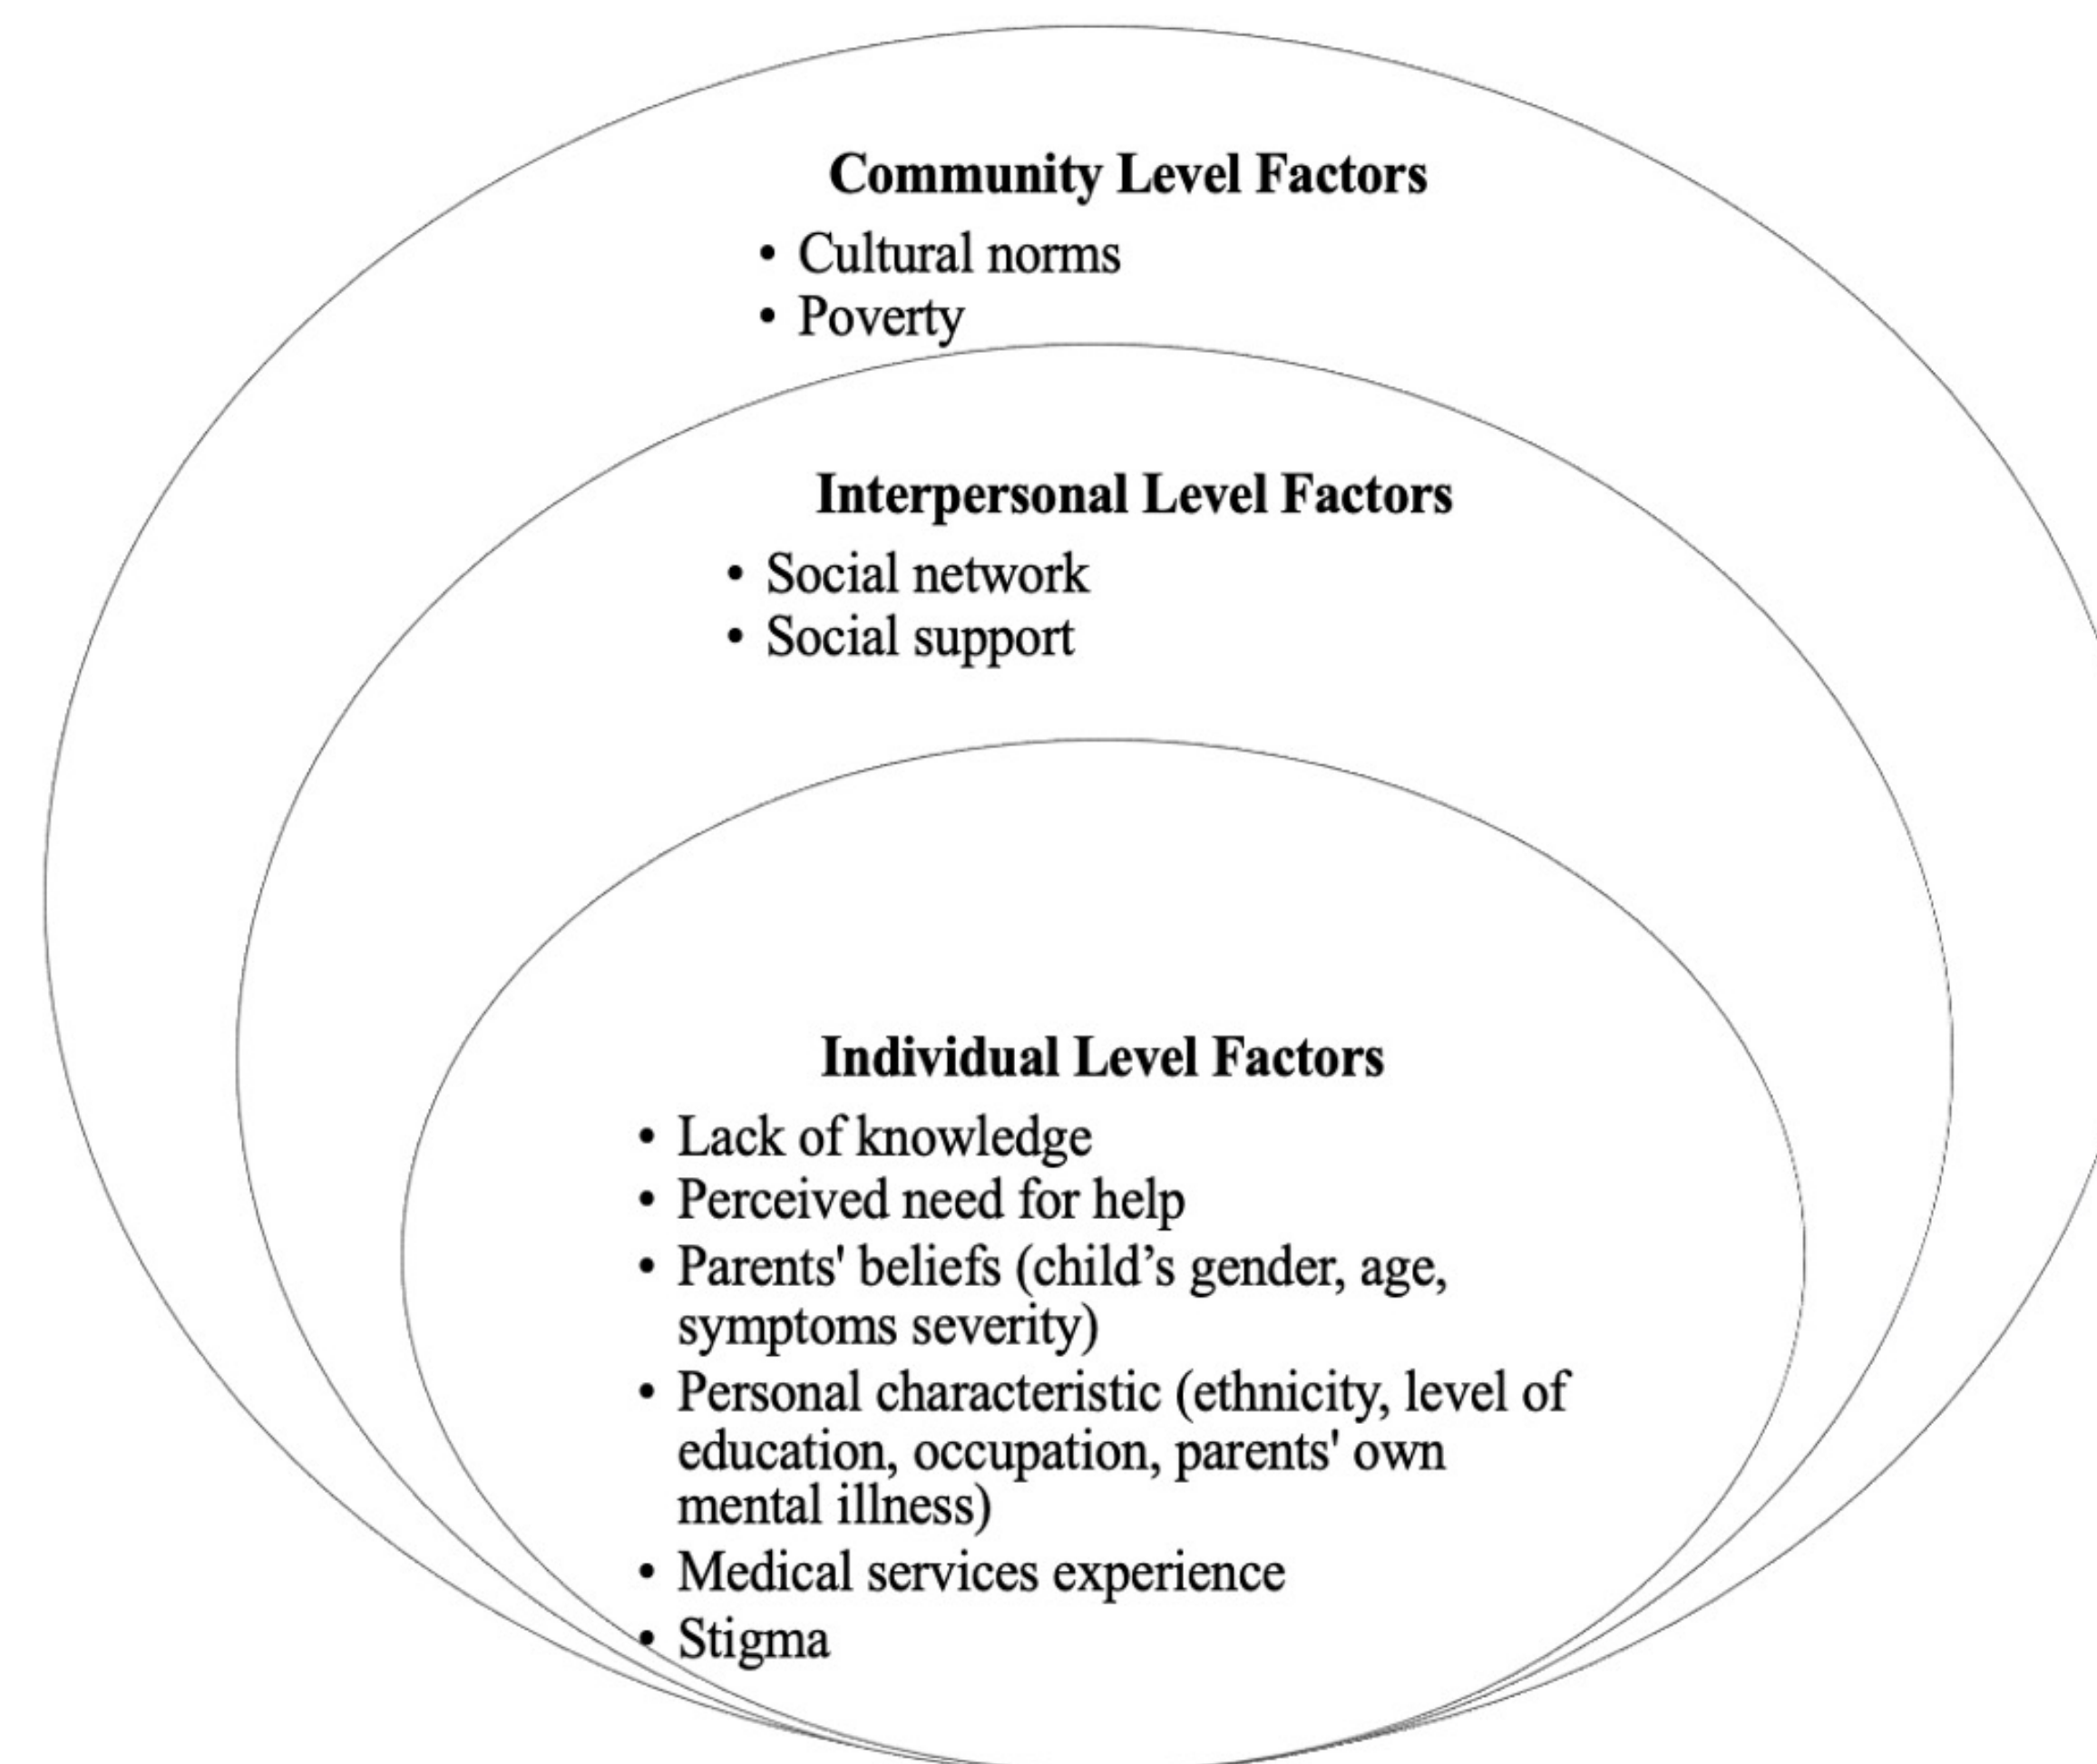 Community Level Factors
• Cultural norms
• Poverty
Interpersonal Level Factors
• Social network
• Social support
Individual Level Factors
• Lack of knowledge
• Perceived need for help
• Parents' beliefs (child’s gender, age,
symptoms severity)
• Personal characteristic (ethnicity, level of
education, occupation, parents' own
mental illness)
• Medical services experience
• Stigma